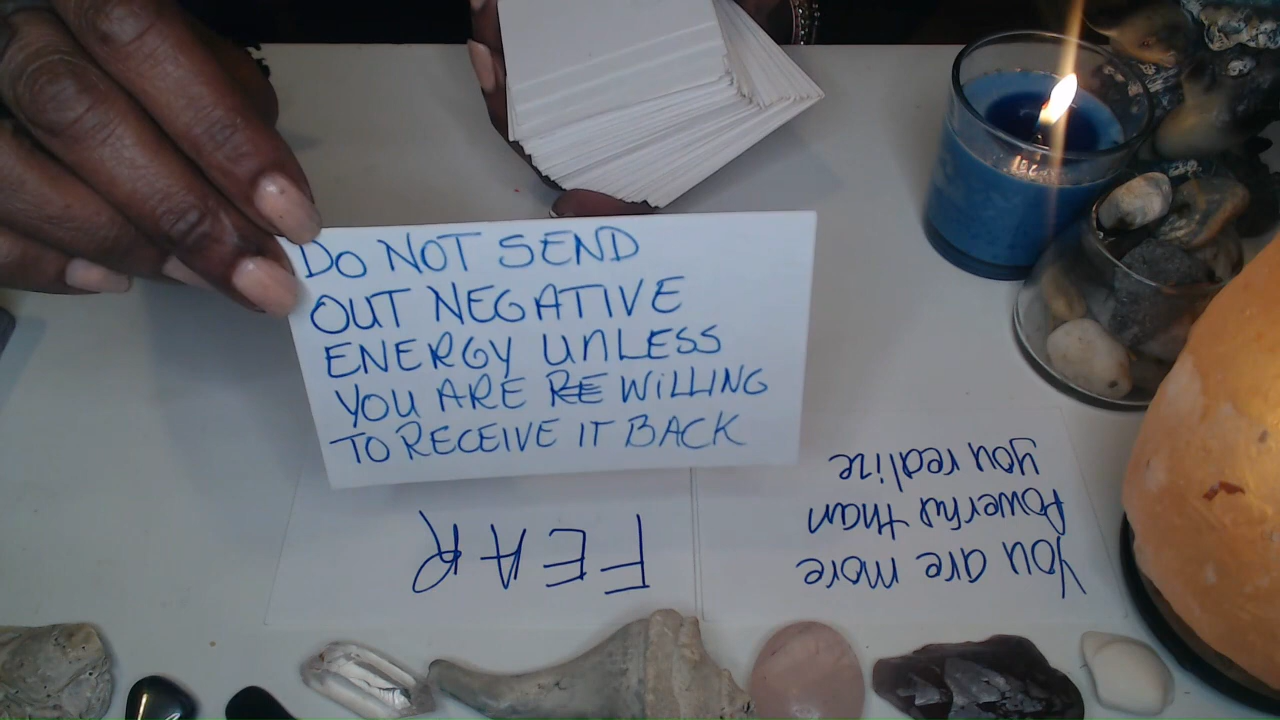 DO NOT SEND
OUT NEGATIVE
ENERGY UNLESS
YOU ARE RE WILLING
TO RECEIVE IT BACK
FEAR
You are more
Powerful than
you realize